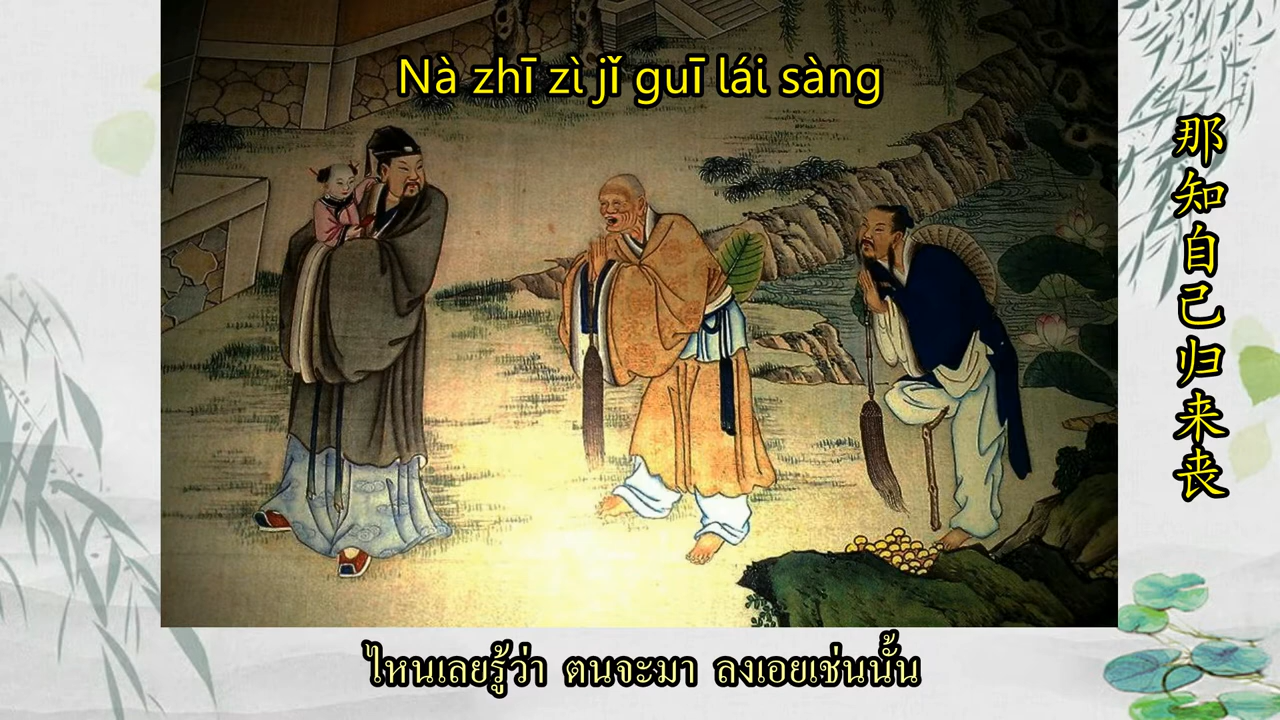 Nà zhī zì jǐ guī lái sàng
那知自己归来丧
ไหนเลยรู้ว่า ตนจะมา ลงเอยเช่นนั้น